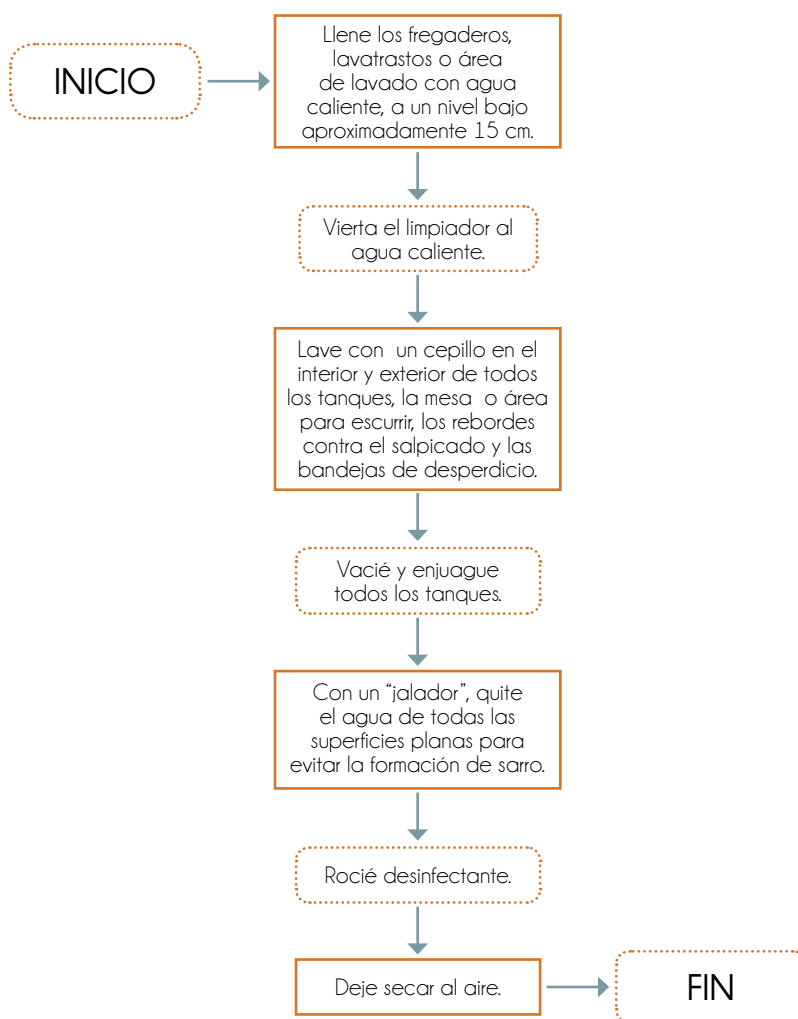 INICIO
Llene los fregaderos,
lavatrastos o área
de lavado con agua
caliente, a un nivel bajo
aproximadamente 15 cm.
Vierta el limpiador al
agua caliente.
Lave con un cepillo en el
interior y exterior de todos
los tanques, la mesa o área
para escurrir, los rebordes
contra el salpicado y las
bandejas de desperdicio.
Vacié y enjuague
todos los tanques.
Con un “jalador”, quite
el agua de todas las
superficies planas para
evitar la formación de sarro.
Rocié desinfectante.
Deje secar al aire.
FIN